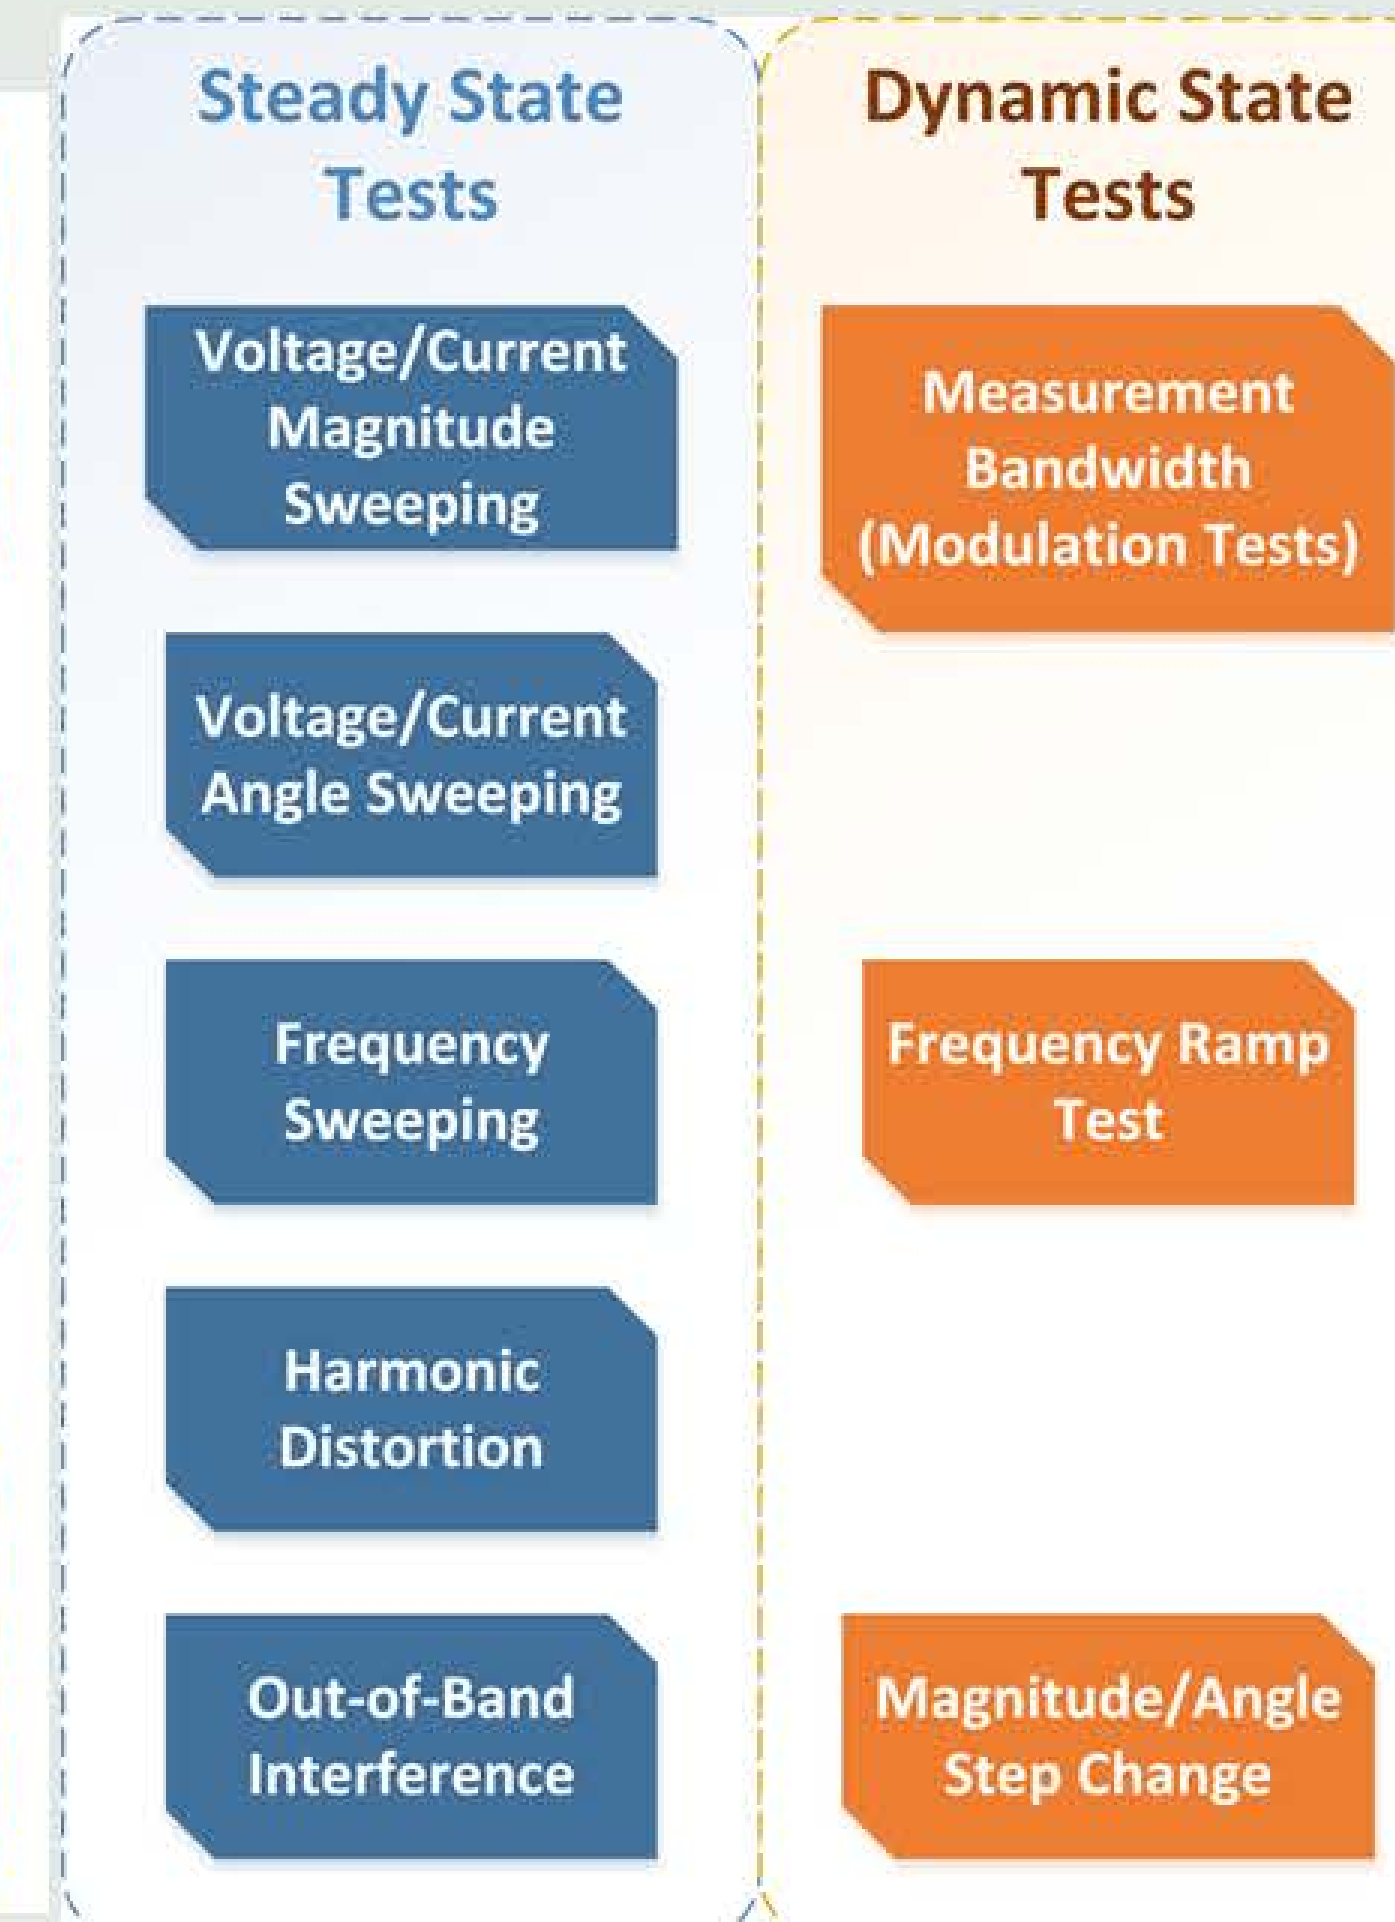 Steady State
Tests
Voltage/Current
Magnitude
Sweeping
Voltage/Current
Angle Sweeping
Frequency
Sweeping
Harmonic
Distortion
Out-of-Band
Interference
Dynamic State
Tests
Measurement
Bandwidth
(Modulation Tests)
Frequency Ramp
Test
Magnitude/Angle
Step Change